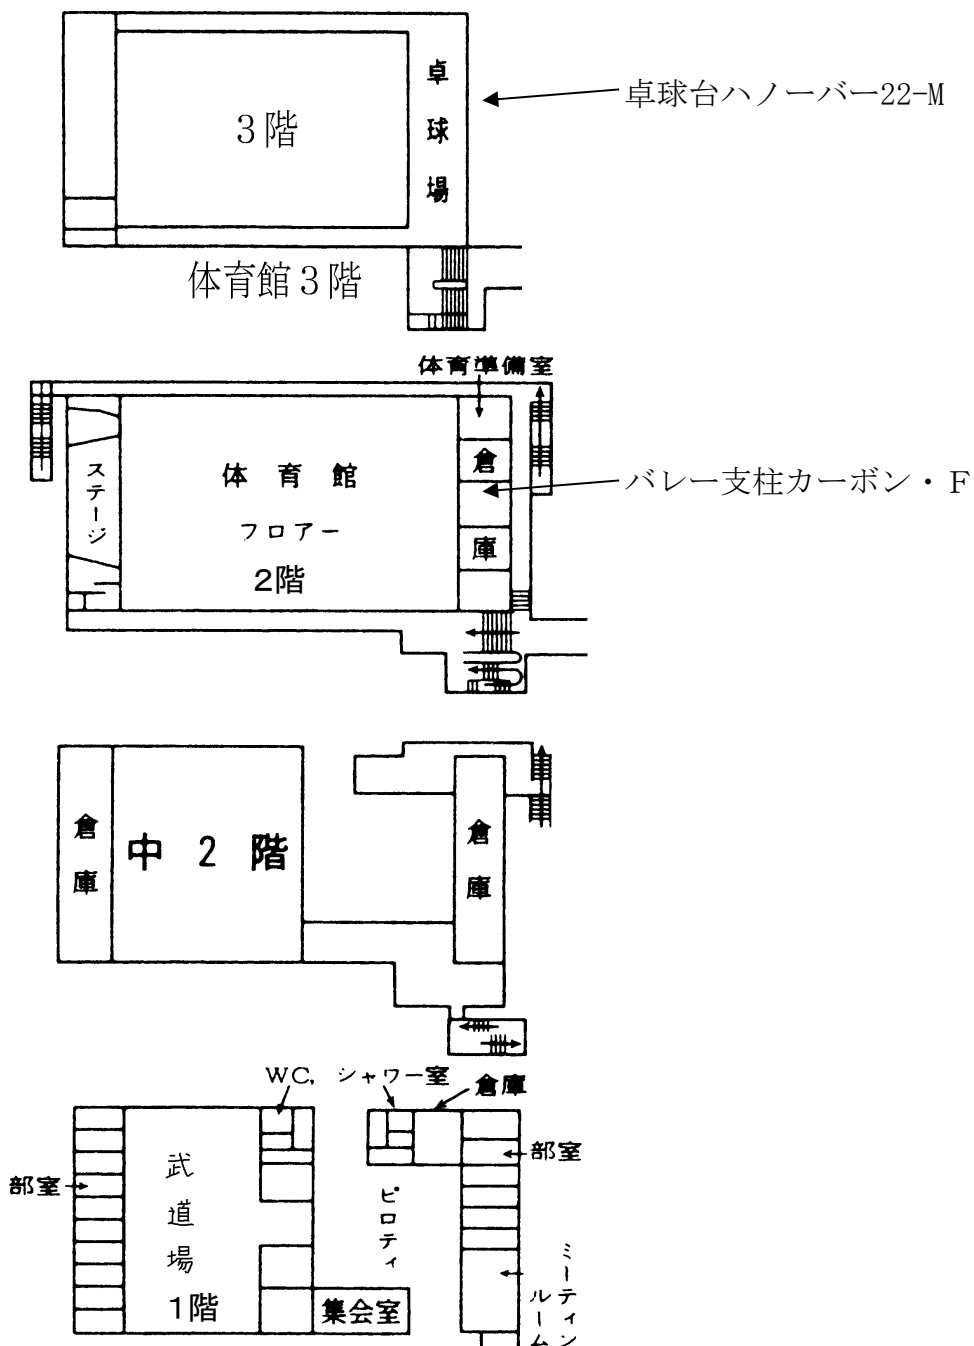 卓球場
卓球台ハノーバー22-M
3階
体育館3階
体育準備室
ステージ
体育館
フロアー
2階
倉庫
バレー支柱カーボン・F
倉庫
中2階
倉庫
WC, シャワー室
倉庫
部室
武道場
1階
ピロティ
集会室
部室
ミーティン
ルーム